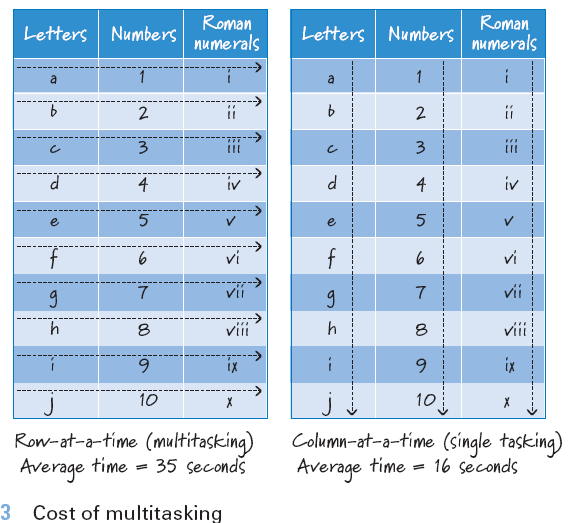 Letters Numbers Roman numerals
a 1 i
b 2 ii
c 3 iii
d 4 iv
e 5 v
f 6 vi
g 7 vii
h 8 viii
i 9 ix
j 10 x
Row-at-a-time (multitasking)
Average time = 35 seconds
Letters Numbers Roman numerals
a 1 i
b 2 ii
c 3 iii
d 4 iv
e 5 v
f 6 vi
g 7 vii
h 8 viii
i 9 ix
j 10 x
Column-at-a-time (single tasking)
Average time = 16 seconds
3 Cost of multitasking